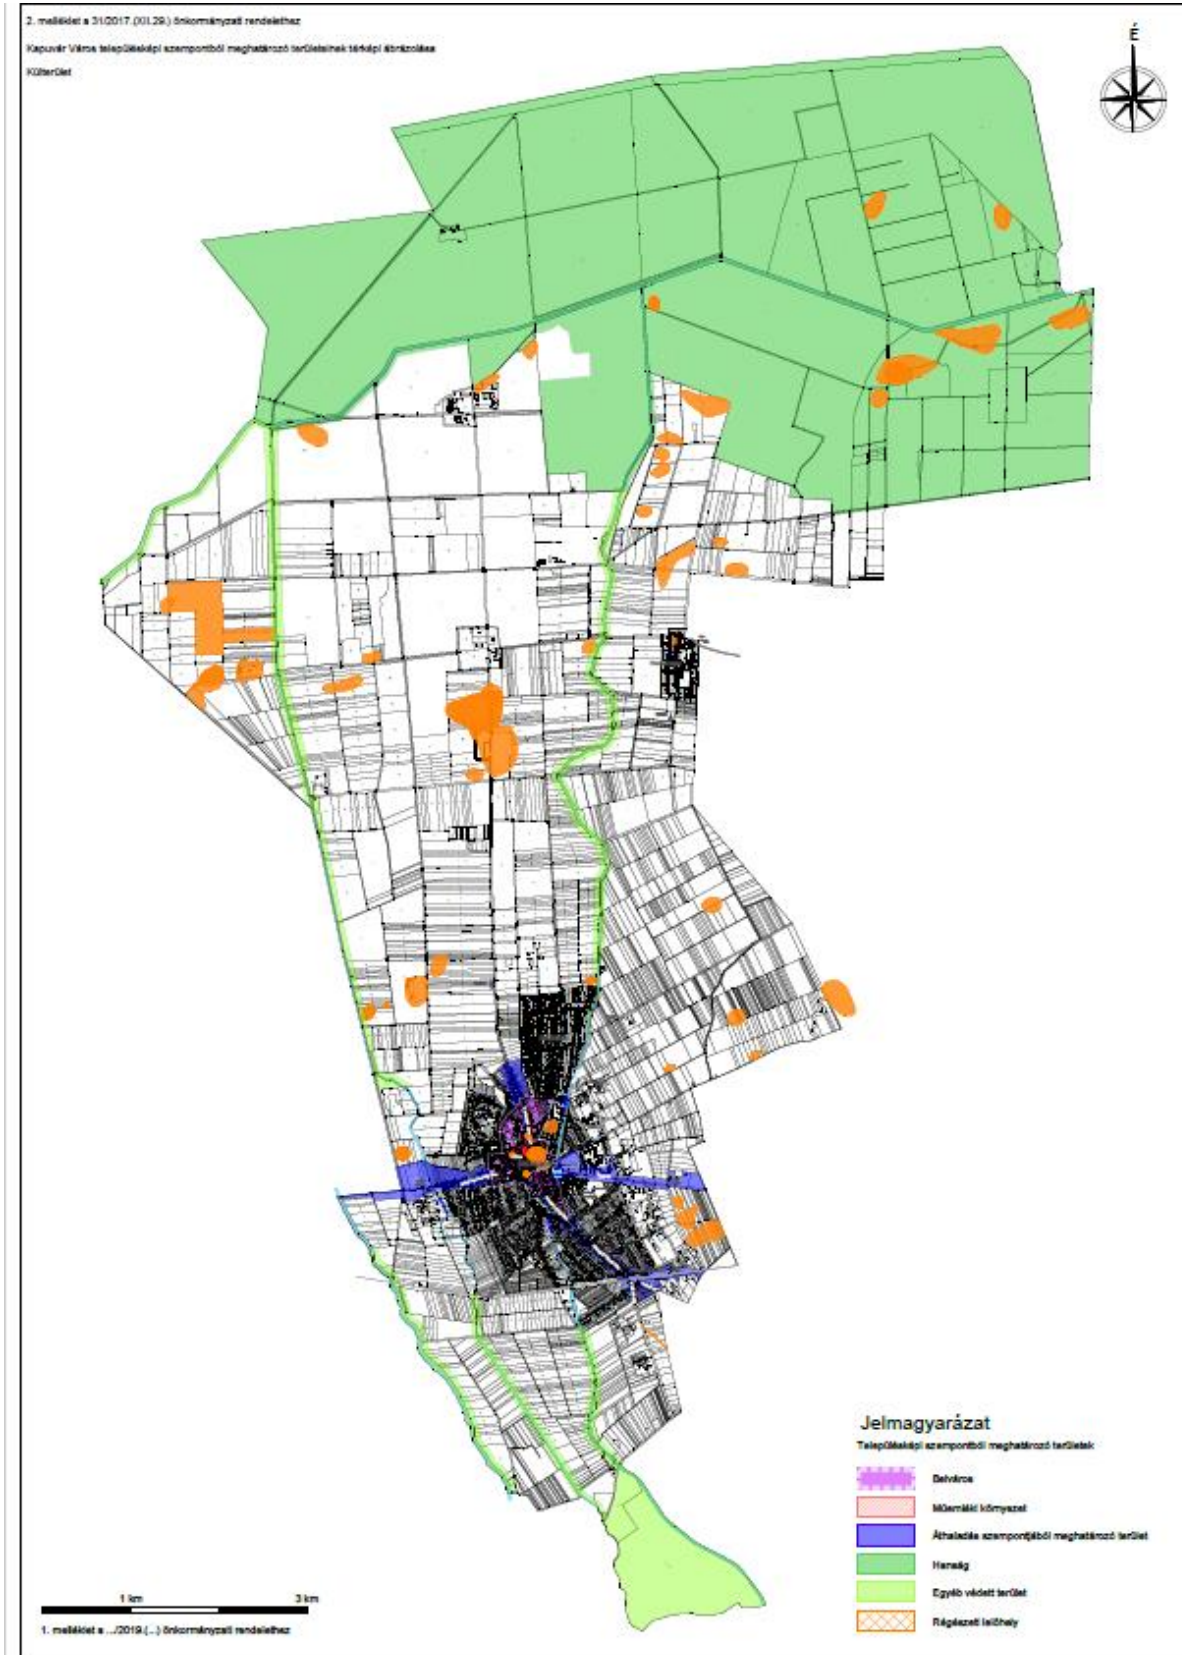 2. melléklet a 31/2017.(XII.29.) önkormányzati rendelethez
Kapuvár Város településképi szempontból meghatározó területeinek térképi ábrázolása
Külterület
É
Jelmagyarázat
Településképi szempontból meghatározó területek
Belváros
Műemléki környezet
Áthaladás szempontjából meghatározó terület
Hanság
Egyéb védett terület
Régészeti lelőhely
1 km 3 km
1. melléklet a .../2019.(...) önkormányzati rendelethez